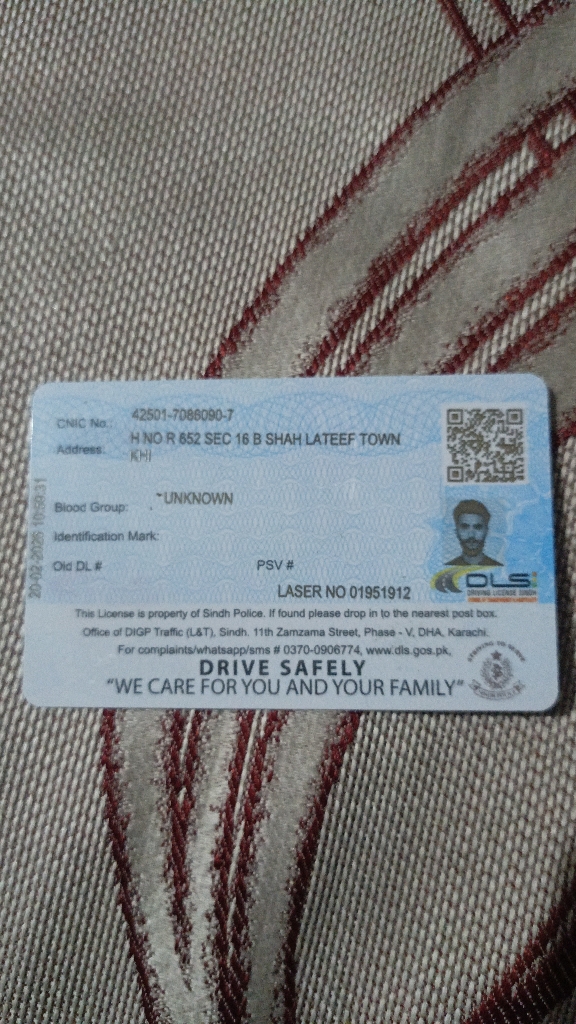 CNIC No.: 42501-7086090-7
Address: H NO R 652 SEC 16 B SHAH LATEEF TOWN
KHI
Blood Group: UNKNOWN
Identification Mark:
Old DL # PSV #
LASER NO 01951912
20-02-2025 10:59:31
DLS
DRIVING LICENSE SINDH
This License is property of Sindh Police. If found please drop in to the nearest post box.
Office of DIGP Traffic (L&T), Sindh. 11th Zamzama Street, Phase - V, DHA, Karachi.
For complaints/whatsapp/sms # 0370-0906774, www.dls.gos.pk,
DRIVE SAFELY
"WE CARE FOR YOU AND YOUR FAMILY"